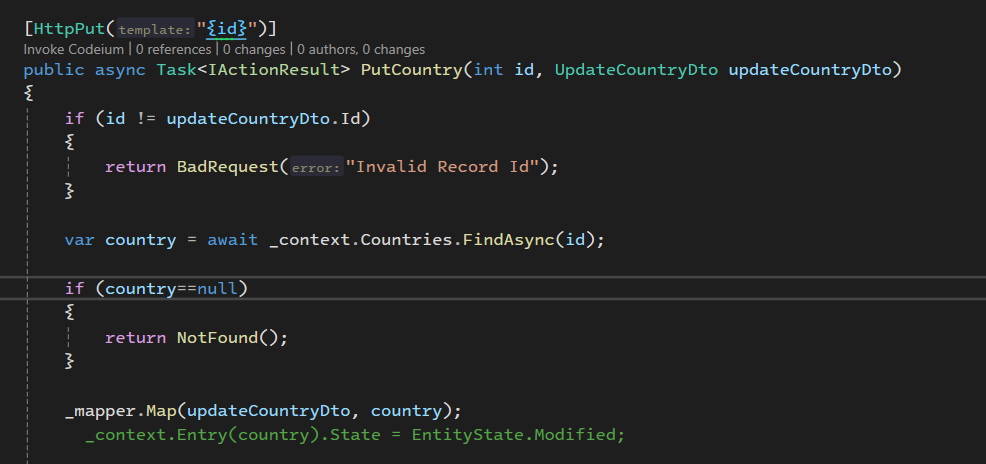 [HttpPut(template:"{id}")]
Invoke Codeium | 0 references | 0 changes | 0 authors, 0 changes
public async Task<IActionResult> PutCountry(int id, UpdateCountryDto updateCountryDto)
{
if (id != updateCountryDto.Id)
{
return BadRequest(error:"Invalid Record Id");
}
var country = await _context.Countries.FindAsync(id);
if (country==null)
{
return NotFound();
}
_mapper.Map(updateCountryDto, country);
_context.Entry(country).State = EntityState.Modified;